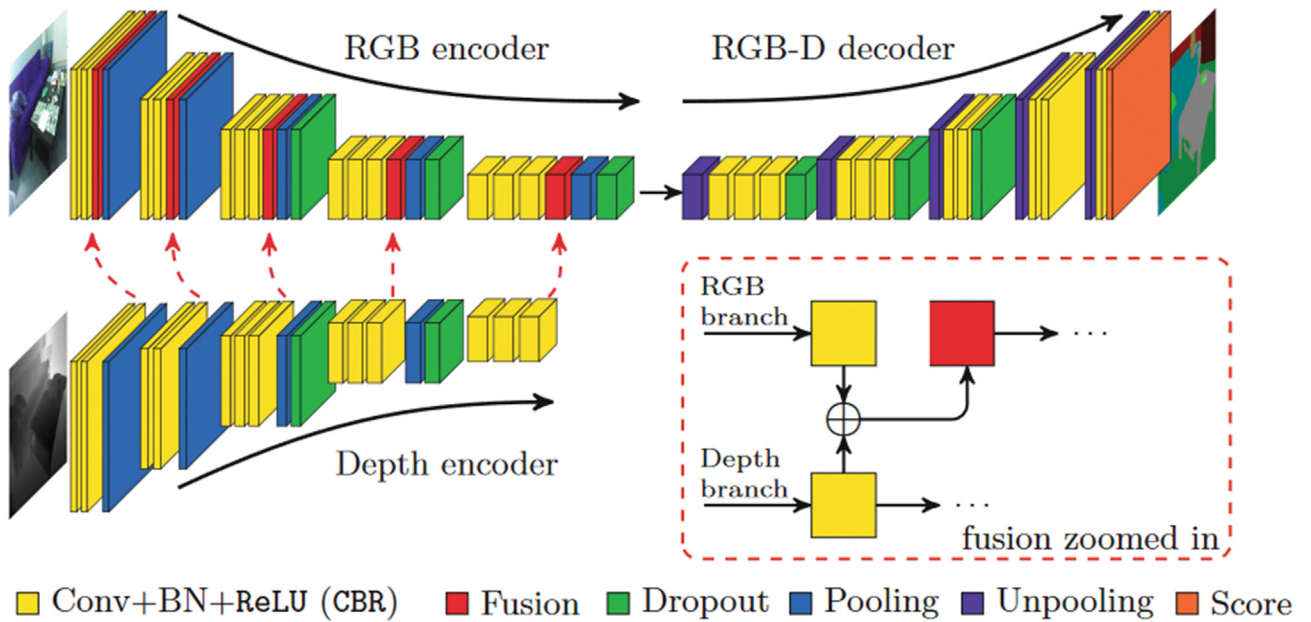 RGB encoder
RGB-D decoder
RGB
branch
...
Depth
branch
...
fusion zoomed in
Depth encoder
Conv+BN+ReLU (CBR) Fusion Dropout Pooling Unpooling Score